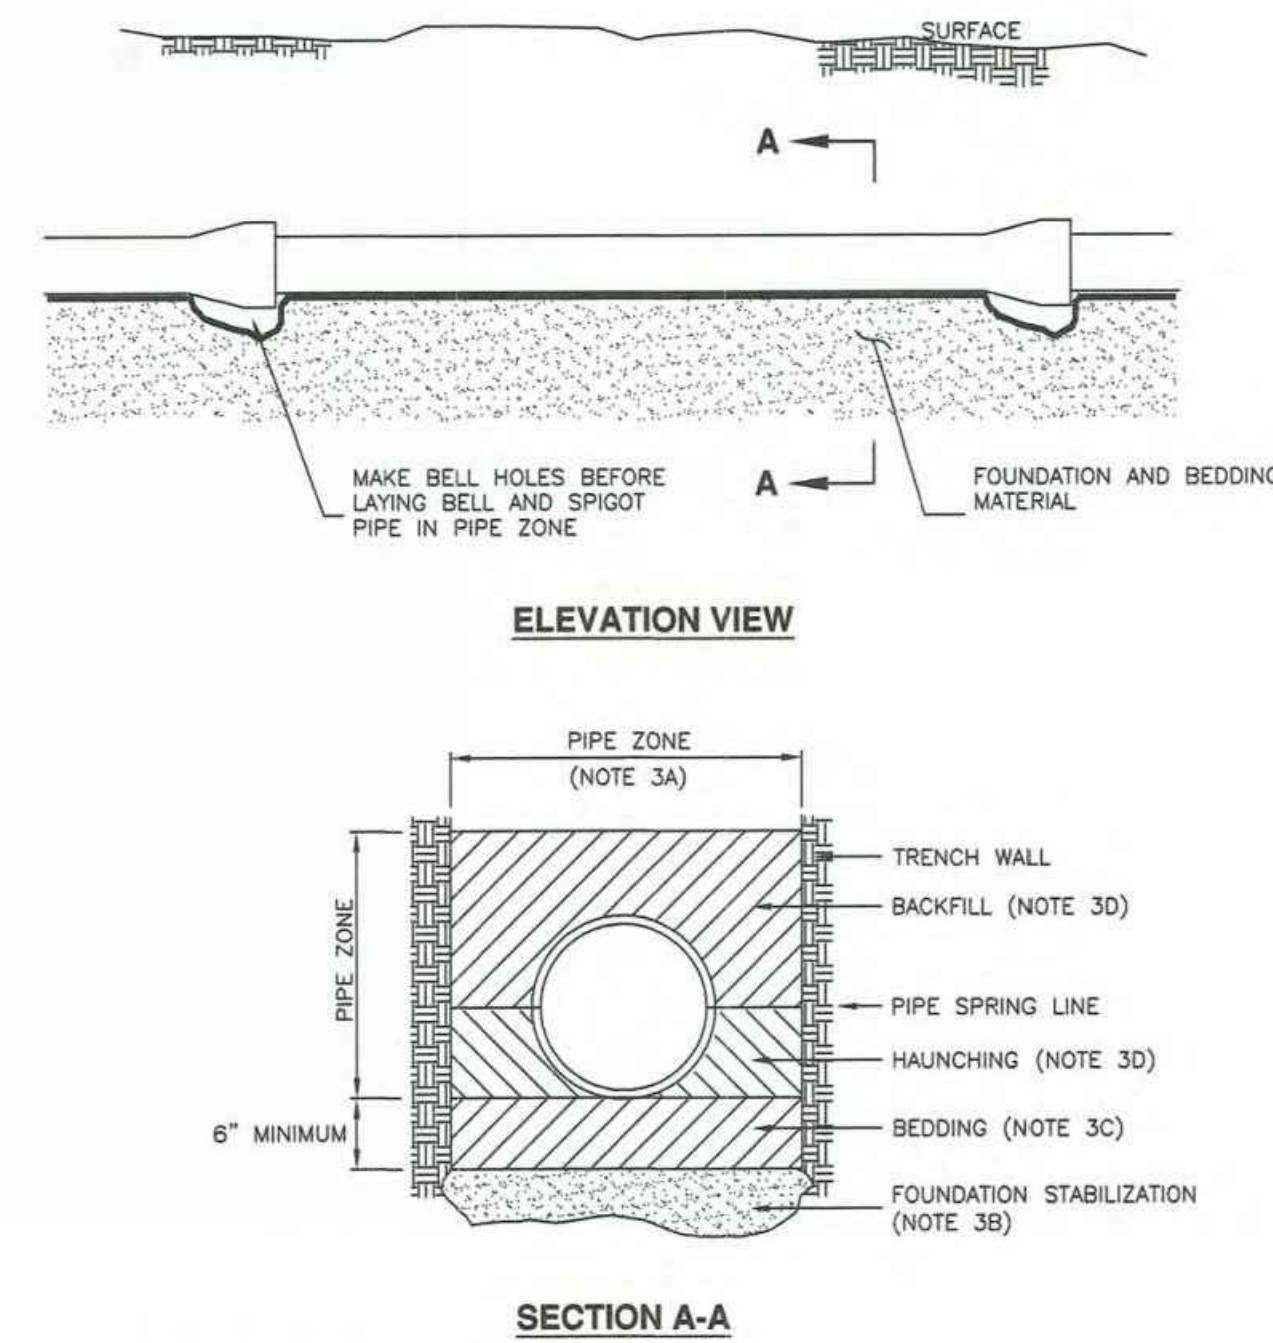 SURFACE
A
MAKE BELL HOLES BEFORE
LAYING BELL AND SPIGOT
PIPE IN PIPE ZONE
A
FOUNDATION AND BEDDING
MATERIAL
ELEVATION VIEW
PIPE ZONE
(NOTE 3A)
TRENCH WALL
BACKFILL (NOTE 3D)
PIPE ZONE
PIPE SPRING LINE
HAUNCHING (NOTE 3D)
6" MINIMUM
BEDDING (NOTE 3C)
FOUNDATION STABILIZATION
(NOTE 3B)
SECTION A-A